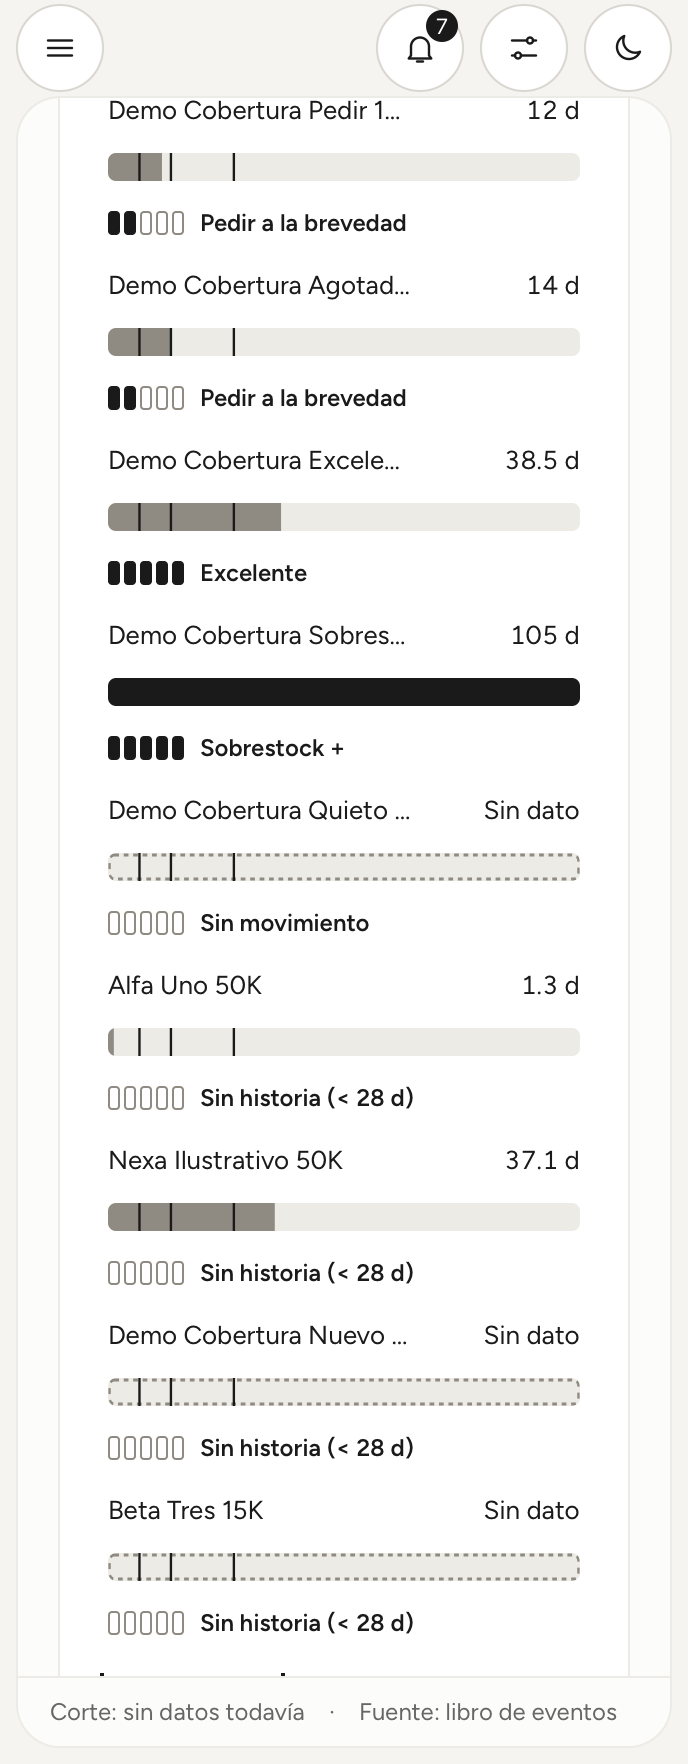 7
Demo Cobertura Pedir 1... 12 d
Pedir a la brevedad
Demo Cobertura Agotad... 14 d
Pedir a la brevedad
Demo Cobertura Excele... 38.5 d
Excelente
Demo Cobertura Sobres... 105 d
Sobrestock +
Demo Cobertura Quieto ... Sin dato
Sin movimiento
Alfa Uno 50K 1.3 d
Sin historia (< 28 d)
Nexa Ilustrativo 50K 37.1 d
Sin historia (< 28 d)
Demo Cobertura Nuevo ... Sin dato
Sin historia (< 28 d)
Beta Tres 15K Sin dato
Sin historia (< 28 d)
Corte: sin datos todavía · Fuente: libro de eventos